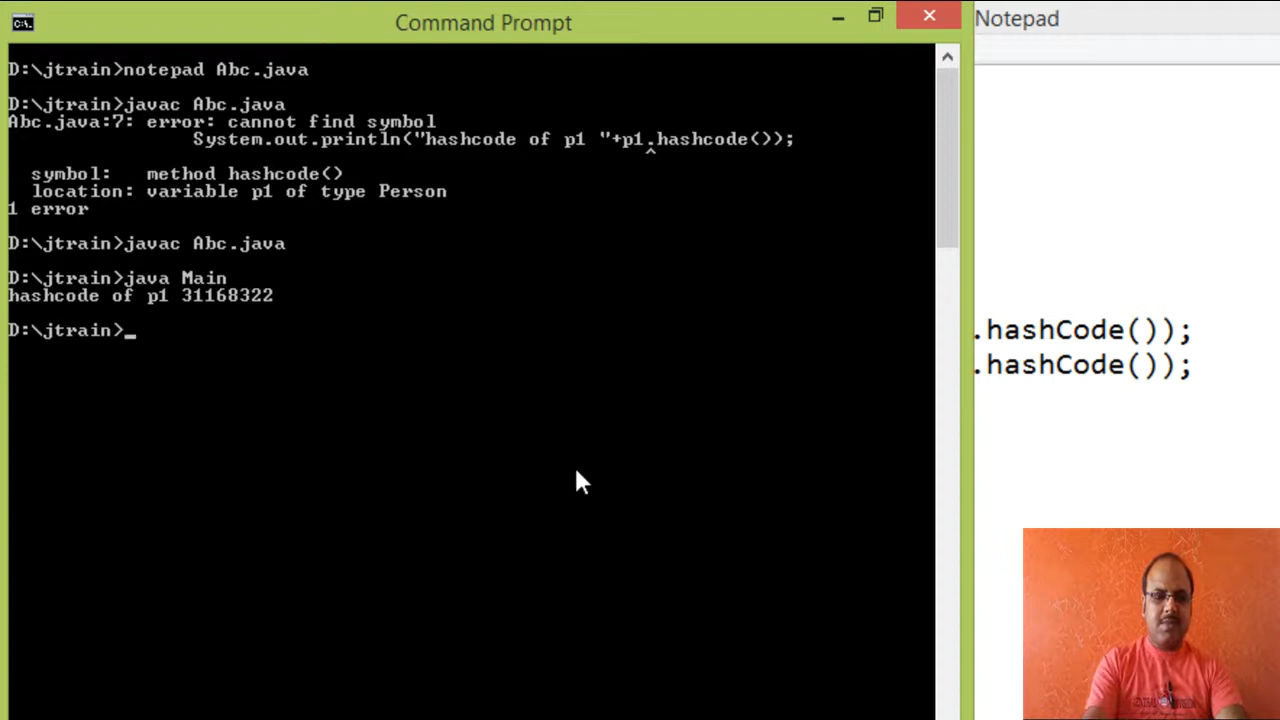 Command Prompt
Notepad
D:\jtrain>notepad Abc.java
D:\jtrain>javac Abc.java
Abc.java:7: error: cannot find symbol
System.out.println("hashcode of p1 "+p1.hashcode());
^
symbol:   method hashcode()
location: variable p1 of type Person
1 error
D:\jtrain>javac Abc.java
D:\jtrain>java Main
hashcode of p1 31168322
D:\jtrain>_
.hashCode());
.hashCode());